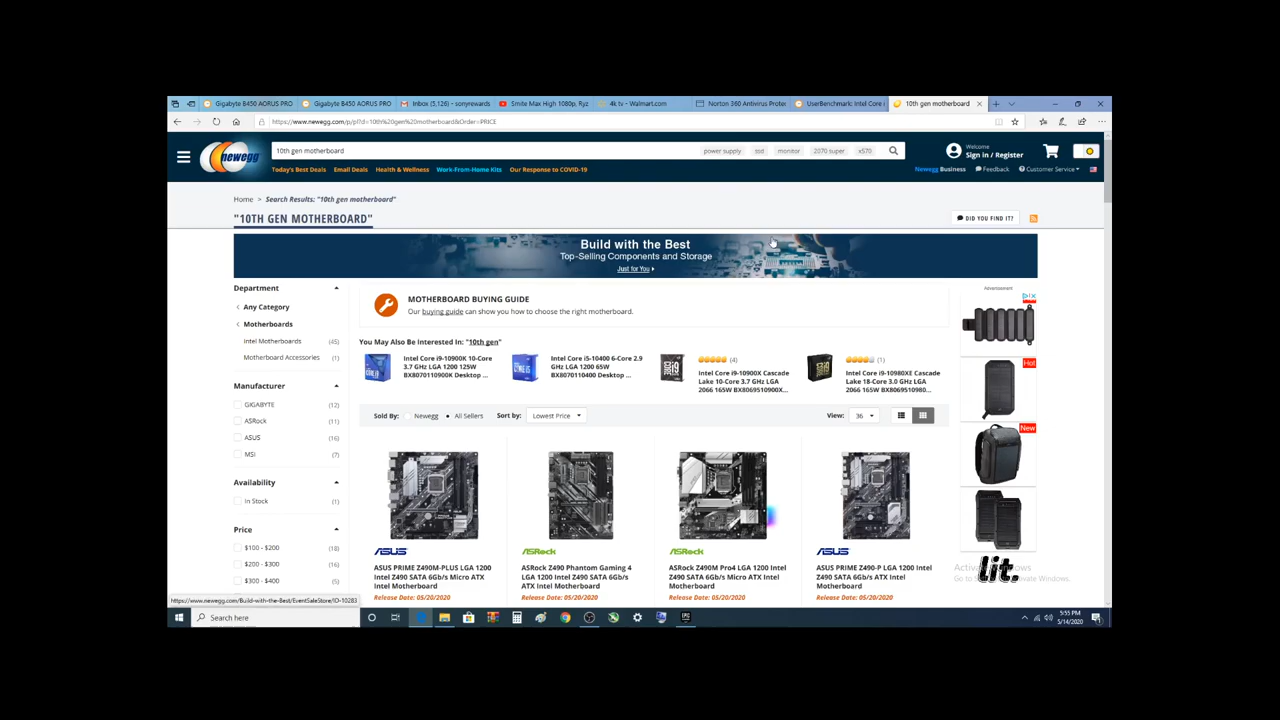 Gigabyte B450 AORUS PRO
Gigabyte B450 AORUS PRO
Inbox (5,126) - sonyrewards
Smite Max High 1080p, Ryz
4k tv - Walmart.com
Norton 360 Antivirus Protec
UserBenchmark: Intel Core
10th gen motherboard
https://www.newegg.com/p/pl?d=10th%20gen%20motherboard&Order=PRICE
newegg
10th gen motherboard
power supply
ssd
monitor
2070 super
x570
Welcome
Sign in / Register
Today's Best Deals
Email Deals
Health & Wellness
Work-From-Home Kits
Our Response to COVID-19
Newegg Business
Feedback
Customer Service
Home > Search Results: "10th gen motherboard"
"10TH GEN MOTHERBOARD"
DID YOU FIND IT?
Build with the Best
Top-Selling Components and Storage
Just for You
Department
Any Category
Motherboards
Intel Motherboards (45)
Motherboard Accessories (1)
Manufacturer
GIGABYTE (12)
ASRock (11)
ASUS (16)
MSI (7)
Availability
In Stock (1)
Price
$100 - $200 (18)
$200 - $300 (16)
$300 - $400 (5)
MOTHERBOARD BUYING GUIDE
Our buying guide can show you how to choose the right motherboard.
You May Also Be Interested In: "10th gen"
Intel Core i9-10900K 10-Core
3.7 GHz LGA 1200 125W
BX8070110900K Desktop ...
Intel Core i5-10400 6-Core 2.9
GHz LGA 1200 65W
BX8070110400 Desktop ...
(4)
Intel Core i9-10900X Cascade
Lake 10-Core 3.7 GHz LGA
2066 165W BX8069510900X...
(1)
Intel Core i9-10980XE Cascade
Lake 18-Core 3.0 GHz LGA
2066 165W BX8069510980...
Sold By:
Newegg
All Sellers
Sort by:
Lowest Price
View:
36
ASUS
ASUS PRIME Z490M-PLUS LGA 1200
Intel Z490 SATA 6Gb/s Micro ATX
Intel Motherboard
Release Date: 05/20/2020
ASRock
ASRock Z490 Phantom Gaming 4
LGA 1200 Intel Z490 SATA 6Gb/s
ATX Intel Motherboard
Release Date: 05/20/2020
ASRock
ASRock Z490M Pro4 LGA 1200 Intel
Z490 SATA 6Gb/s Micro ATX Intel
Motherboard
Release Date: 05/20/2020
ASUS
ASUS PRIME Z490-P LGA 1200 Intel
Z490 SATA 6Gb/s ATX Intel
Motherboard
Release Date: 05/20/2020
Advertisement
Hot
New
lit.
https://www.newegg.com/Build-with-the-Best/EventSaleStore/ID-10283
Search here
5:55 PM
5/14/2020